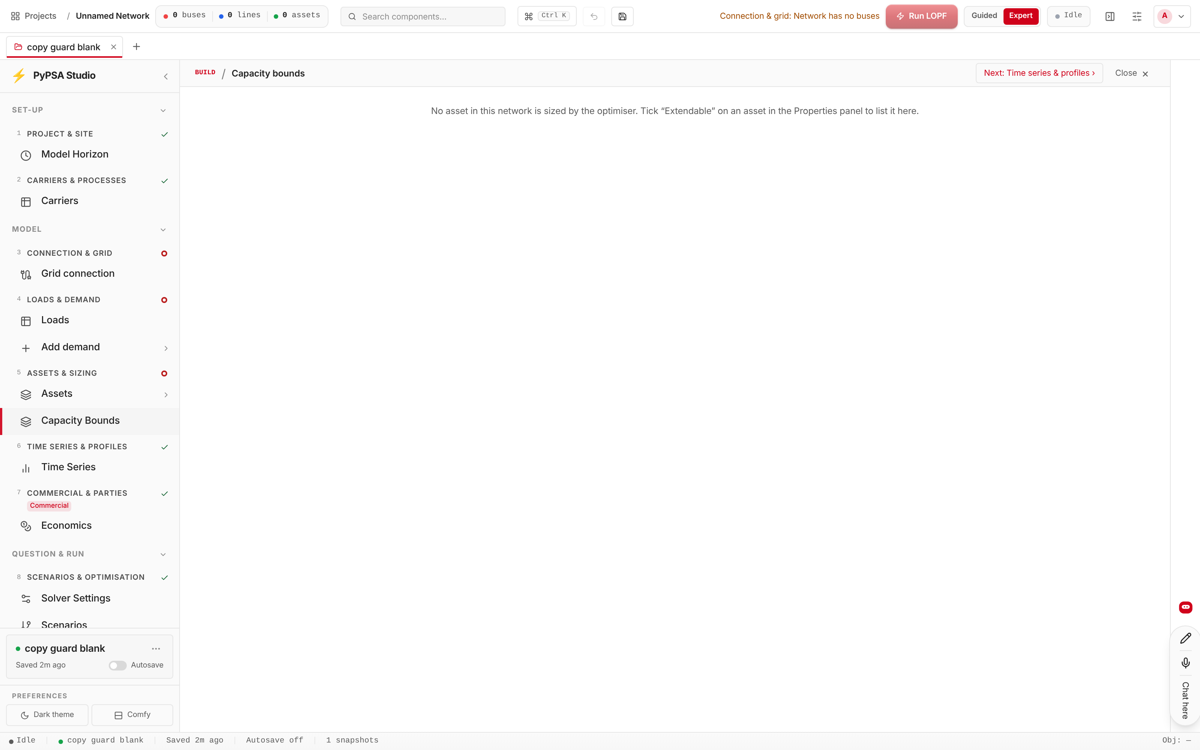 Projects / Unnamed Network
0 buses 0 lines 0 assets
Search components...
⌘ Ctrl K
Connection & grid: Network has no buses
Run LOPF
Guided Expert
Idle
A
copy guard blank × +
PyPSA Studio
BUILD / Capacity bounds
Next: Time series & profiles ›
Close ×
SET-UP
1 PROJECT & SITE
Model Horizon
2 CARRIERS & PROCESSES
Carriers
MODEL
3 CONNECTION & GRID
Grid connection
4 LOADS & DEMAND
Loads
Add demand
5 ASSETS & SIZING
Assets
Capacity Bounds
6 TIME SERIES & PROFILES
Time Series
7 COMMERCIAL & PARTIES
Commercial
Economics
QUESTION & RUN
8 SCENARIOS & OPTIMISATION
Solver Settings
Scenarios
copy guard blank ...
Saved 2m ago Autosave
PREFERENCES
Dark theme Comfy
No asset in this network is sized by the optimiser. Tick “Extendable” on an asset in the Properties panel to list it here.
Chat here
Idle copy guard blank Saved 2m ago Autosave off 1 snapshots Obj: —